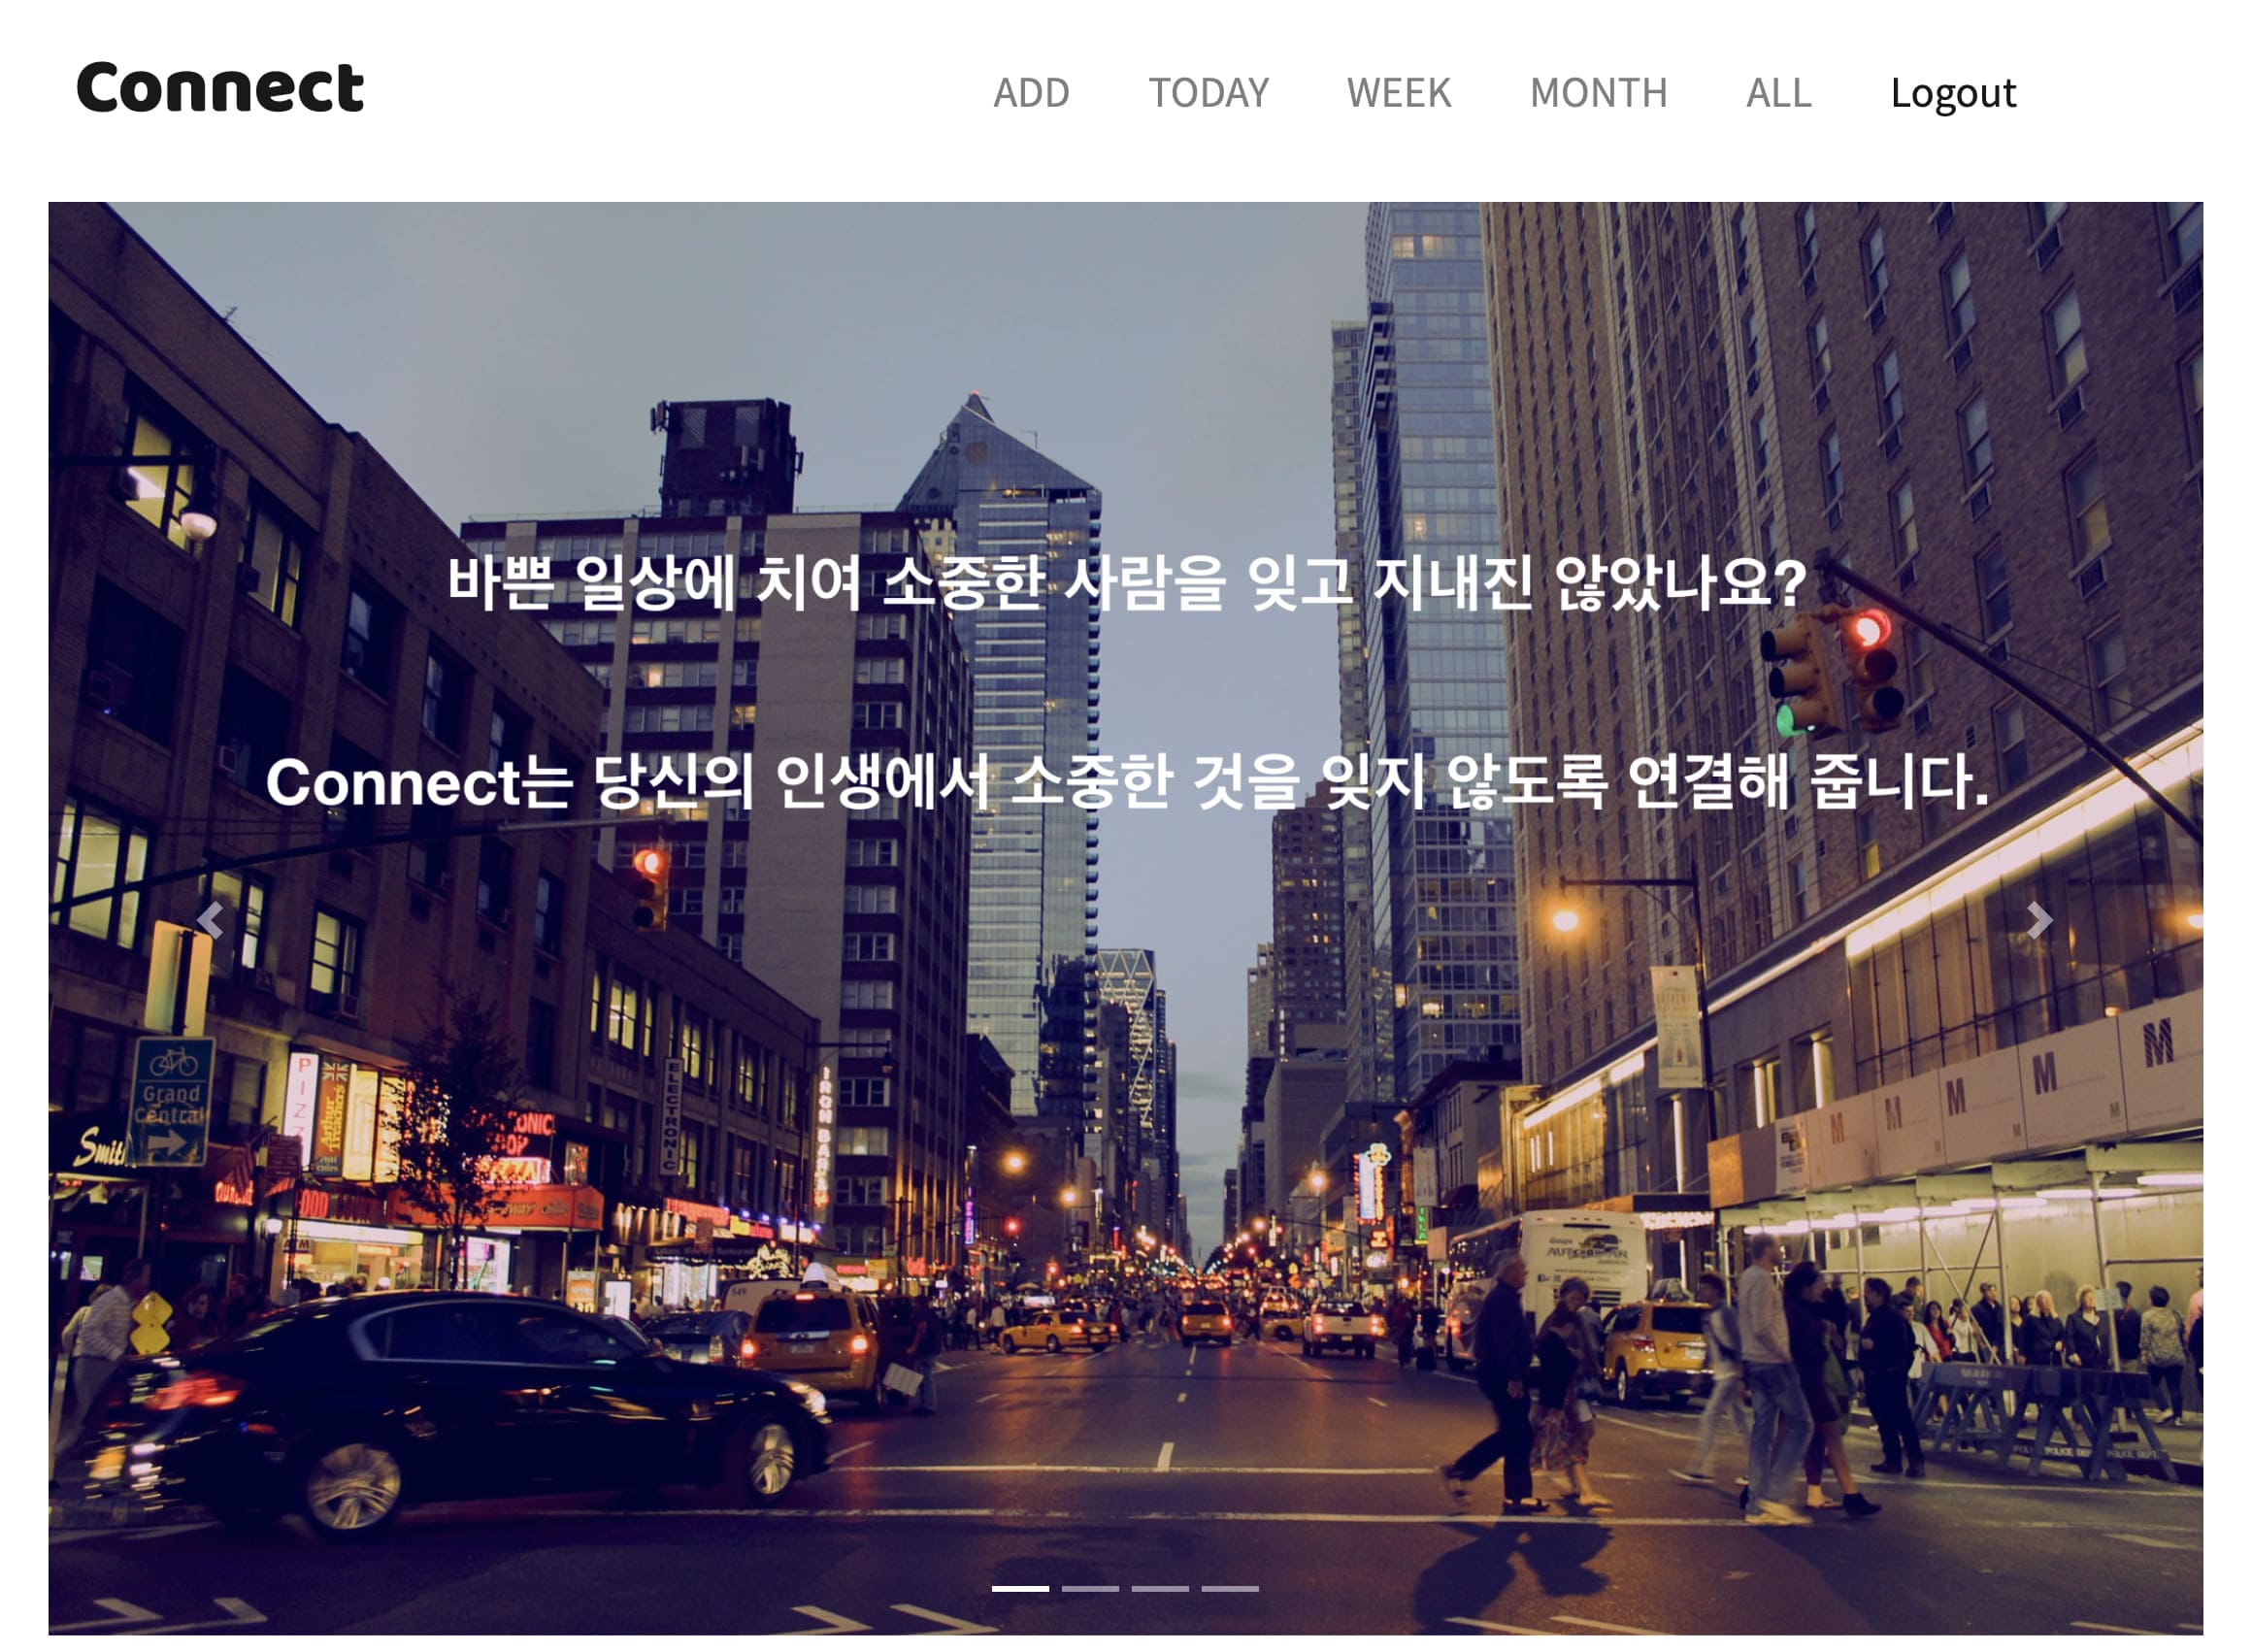 Connect
ADD TODAY WEEK MONTH ALL Logout
바쁜 일상에 치여 소중한 사람을 잊고 지내진 않았나요?
Connect는 당신의 인생에서 소중한 것을 잊지 않도록 연결해 줍니다.
Grand
Central
ELECTRONIC
IRON BARS
M M M M M